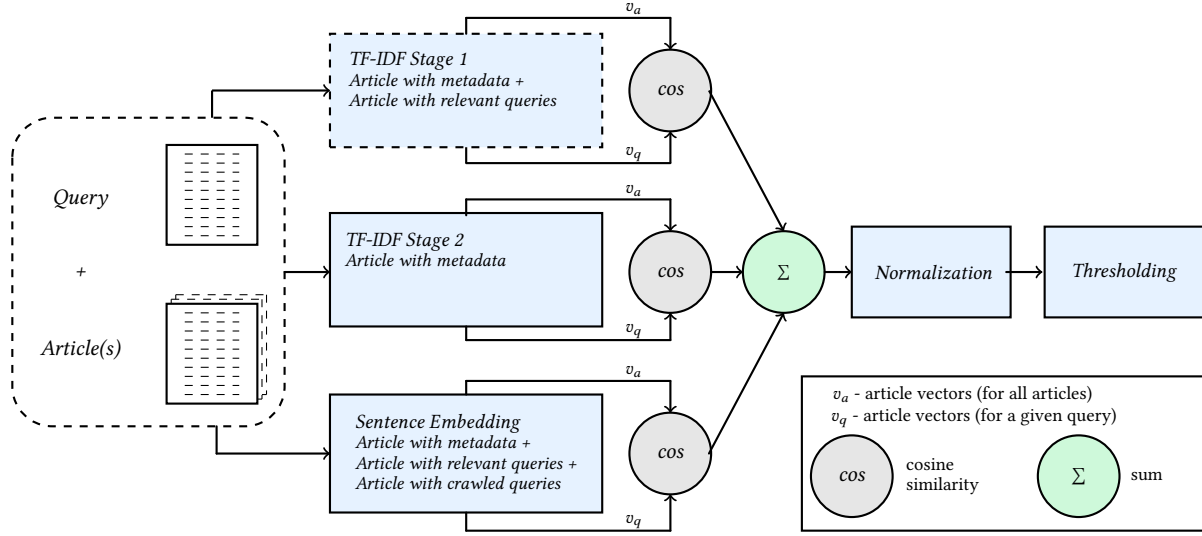 Query
+
Article(s)
v_a
TF-IDF Stage 1
Article with metadata +
Article with relevant queries
cos
v_q
v_a
TF-IDF Stage 2
Article with metadata
cos
v_q
v_a
Sentence Embedding
Article with metadata +
Article with relevant queries +
Article with crawled queries
cos
v_q
Σ
Normalization
Thresholding
v_a - article vectors (for all articles)
v_q - article vectors (for a given query)
cos
cosine
similarity
Σ
sum